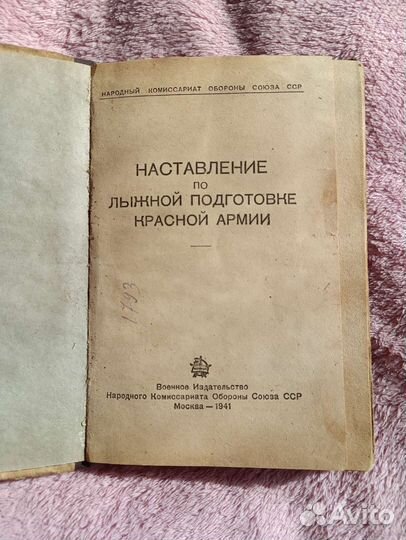 НАРОДНЫЙ КОМИССАРИАТ ОБОРОНЫ СОЮЗА ССР
НАСТАВЛЕНИЕ
ПО
ЛЫЖНОЙ ПОДГОТОВКЕ
КРАСНОЙ АРМИИ
1793
Военное Издательство
Народного Комиссариата Обороны Союза ССР
Москва — 1941
Avito